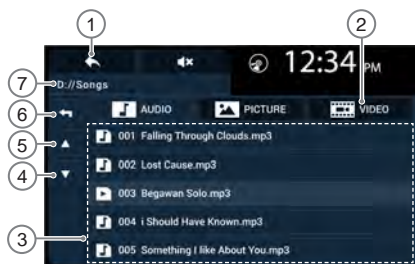 1
2
12:34 PM
7
D://Songs
6
AUDIO PICTURE VIDEO
5
001 Falling Through Clouds.mp3
002 Lost Cause.mp3
4
003 Begawan Solo.mp3
004 i Should Have Known.mp3
3
005 Something I like About You.mp3